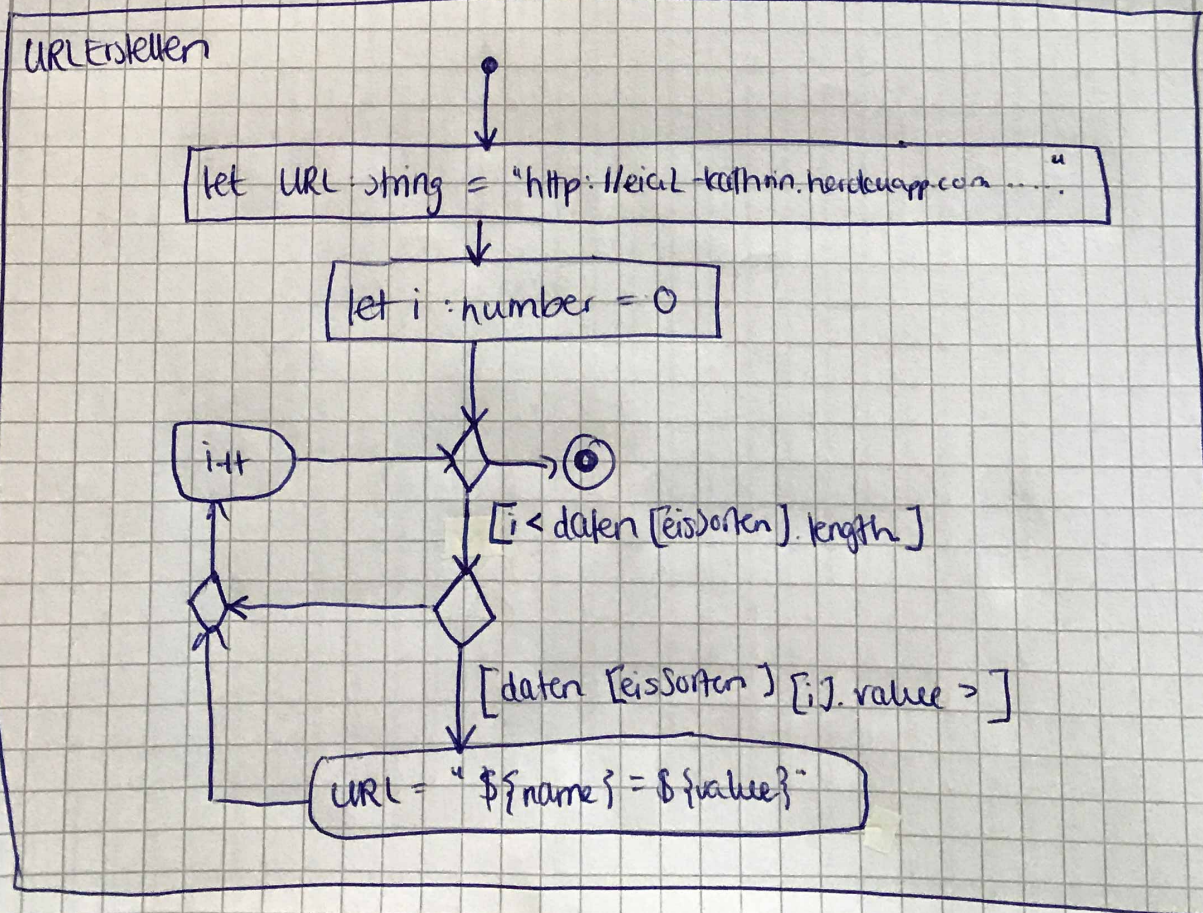 URLErstellen
let URL : string = "http://eia2-kathrin.herokuapp.com ......"
let i : number = 0
i++
[i < daten [eisSorten].length]
[daten [eisSorten] [i].value > ]
URL = "${name}=${value}"